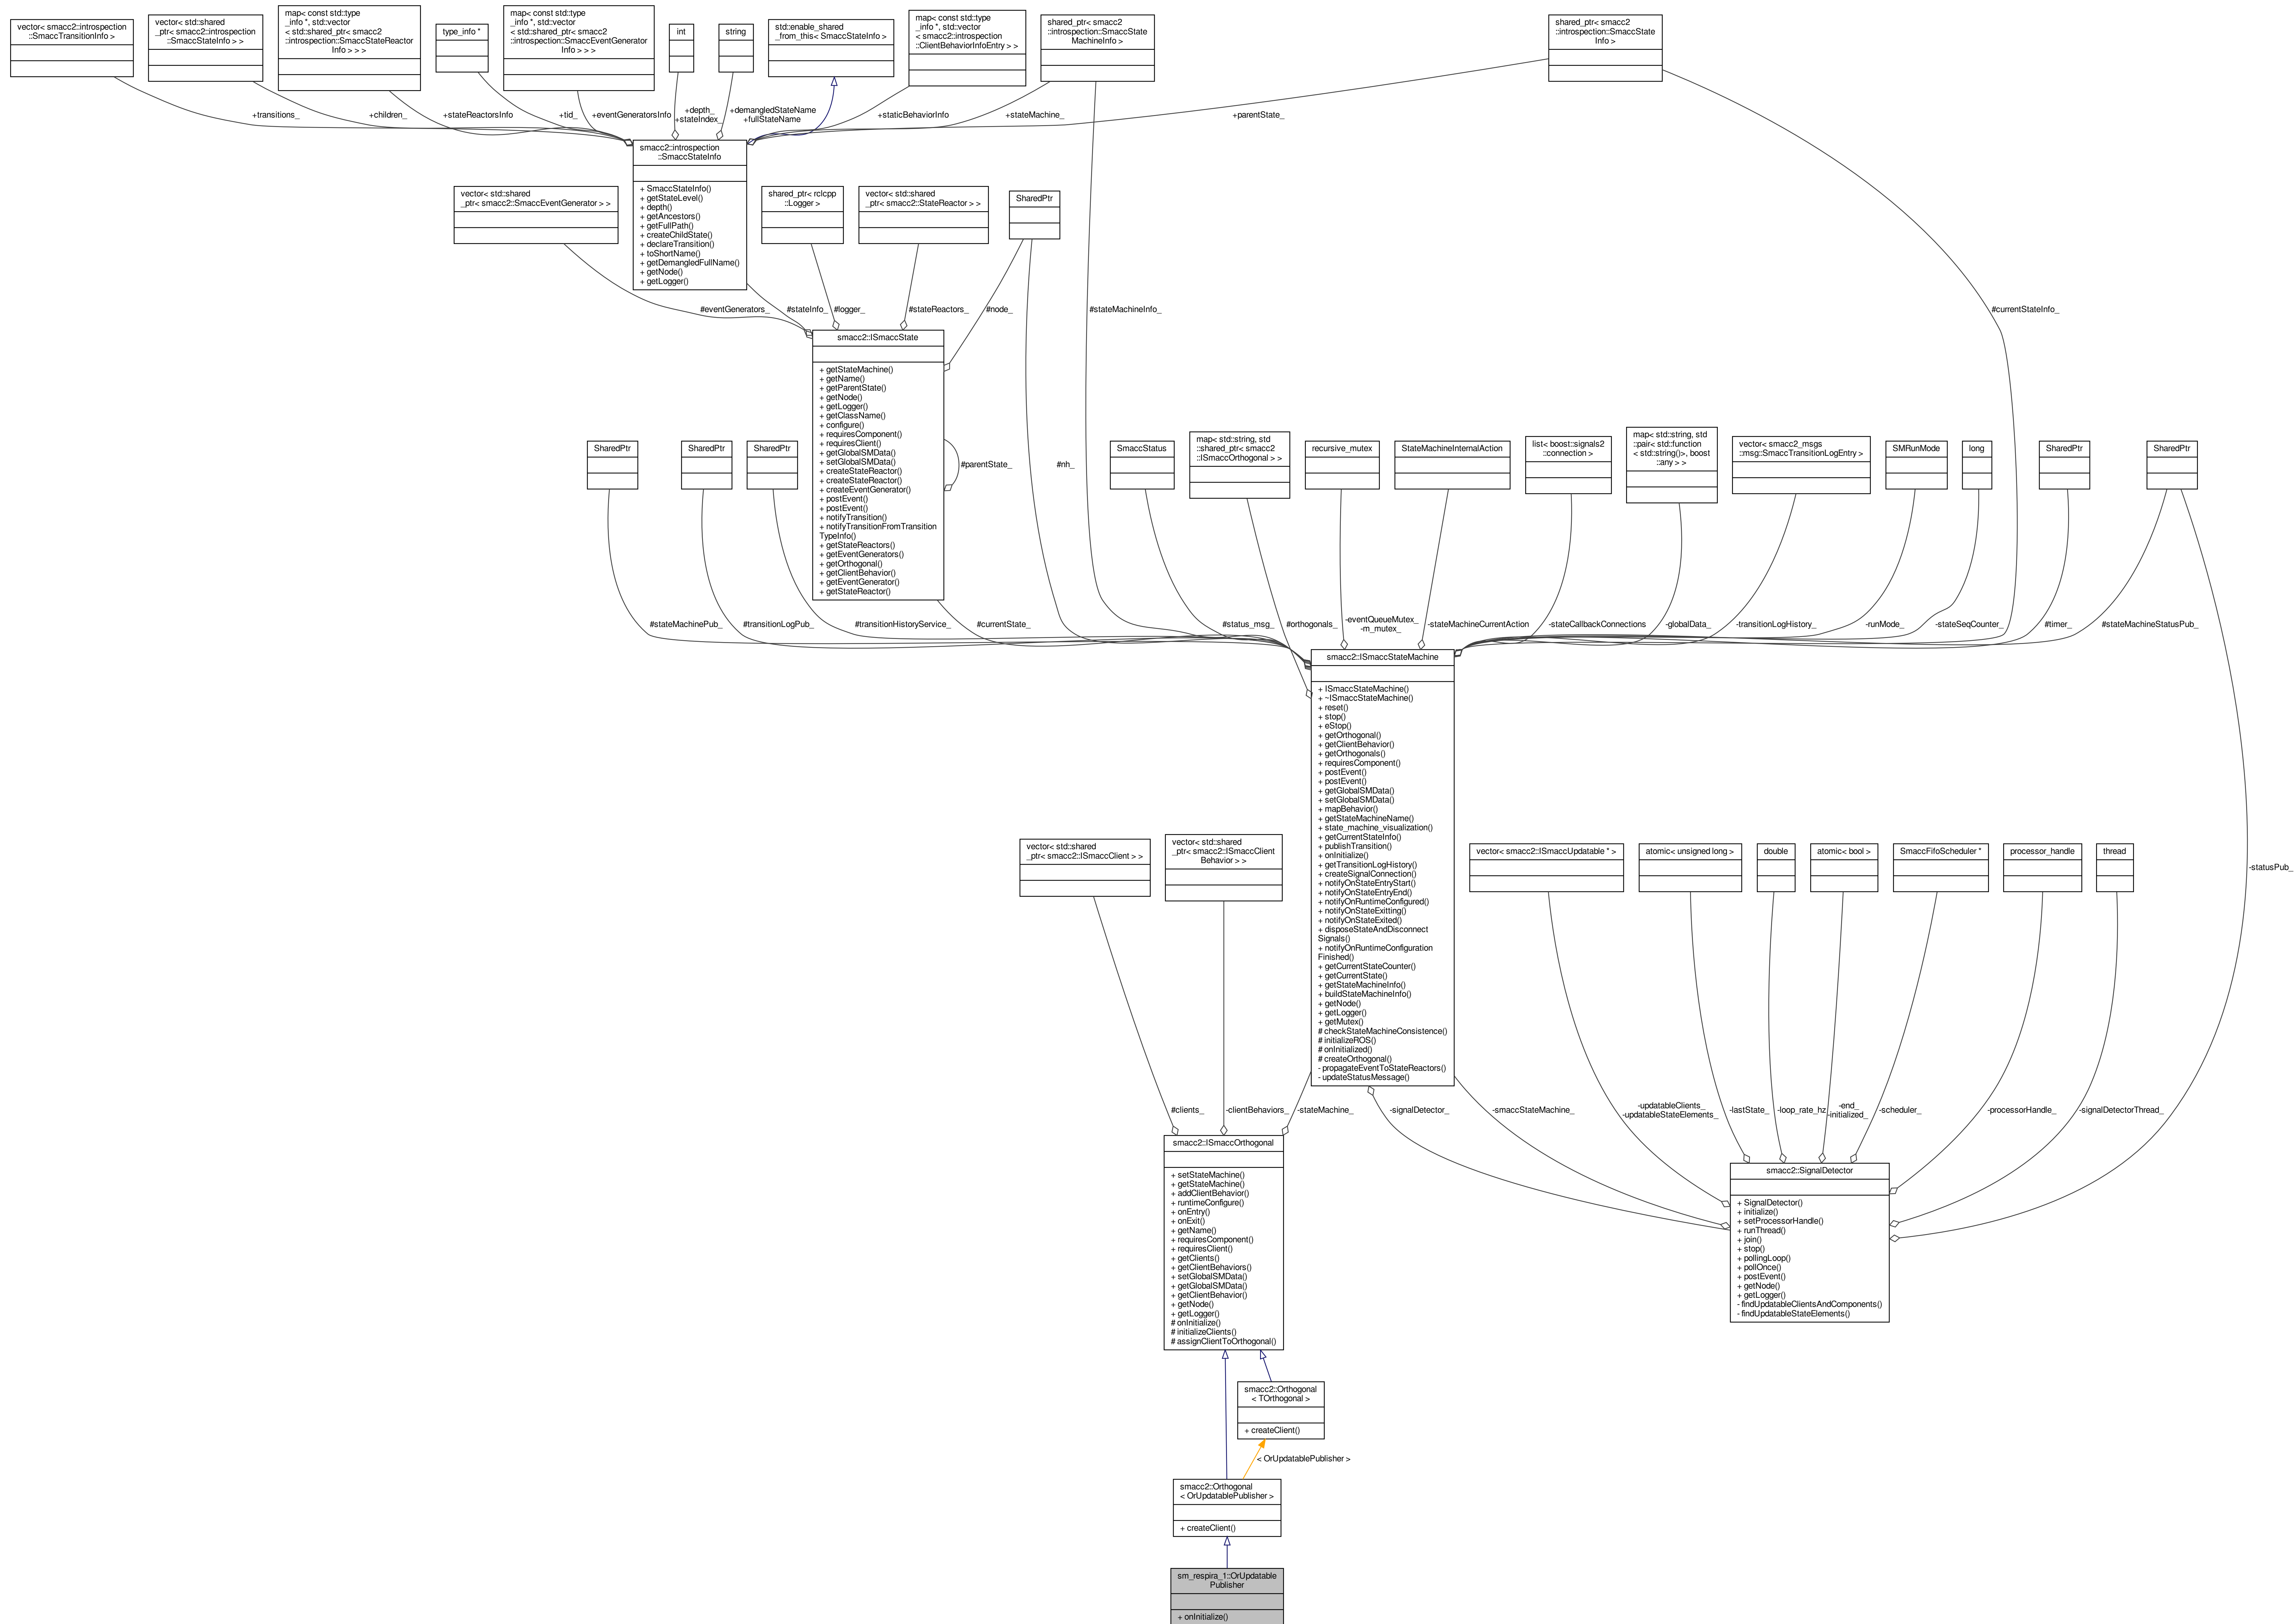 vector< smacc2::introspection
::SmaccTransitionInfo >
vector< std::shared
_ptr< smacc2::introspection
::SmaccStateInfo > >
map< const std::type
_info *, std::vector
< std::shared_ptr< smacc2
::introspection::SmaccStateReactor
Info > > >
type_info *
map< const std::type
_info *, std::vector
< std::shared_ptr< smacc2
::introspection::SmaccEventGenerator
Info > > >
int
string
std::enable_shared
_from_this< SmaccStateInfo >
map< const std::type
_info *, std::vector
< smacc2::introspection
::ClientBehaviorInfoEntry > >
shared_ptr< smacc2
::introspection::SmaccState
MachineInfo >
shared_ptr< smacc2
::introspection::SmaccState
Info >
+transitions_
+children_
+stateReactorsInfo
+tid_
+eventGeneratorsInfo
+depth_
+stateIndex_
+demangledStateName
+fullStateName
+staticBehaviorInfo
+stateMachine_
+parentState_
smacc2::introspection
::SmaccStateInfo
+ SmaccStateInfo()
+ getStateLevel()
+ depth()
+ getAncestors()
+ getFullPath()
+ createChildState()
+ declareTransition()
+ toShortName()
+ getDemangledFullName()
+ getNode()
+ getLogger()
vector< std::shared
_ptr< smacc2::SmaccEventGenerator > >
shared_ptr< rclcpp
::Logger >
vector< std::shared
_ptr< smacc2::StateReactor > >
SharedPtr
#eventGenerators_
#stateInfo_
#logger_
#stateReactors_
#node_
#stateMachineInfo_
#currentStateInfo_
smacc2::ISmaccState
+ getStateMachine()
+ getName()
+ getParentState()
+ getNode()
+ getLogger()
+ getClassName()
+ configure()
+ requiresComponent()
+ requiresClient()
+ getGlobalSMData()
+ setGlobalSMData()
+ createStateReactor()
+ createStateReactor()
+ createEventGenerator()
+ postEvent()
+ postEvent()
+ notifyTransition()
+ notifyTransitionFromTransition
TypeInfo()
+ getStateReactors()
+ getEventGenerators()
+ getOrthogonal()
+ getClientBehavior()
+ getEventGenerator()
+ getStateReactor()
#parentState_
#nh_
SharedPtr
SharedPtr
SharedPtr
SmaccStatus
map< std::string, std
::shared_ptr< smacc2
::ISmaccOrthogonal > >
recursive_mutex
StateMachineInternalAction
list< boost::signals2
::connection >
map< std::string, std
::pair< std::function
< std::string()>, boost
::any > >
vector< smacc2_msgs
::msg::SmaccTransitionLogEntry >
SMRunMode
long
SharedPtr
SharedPtr
#stateMachinePub_
#transitionLogPub_
#transitionHistoryService_
#currentState_
#status_msg_
#orthogonals_
-eventQueueMutex_
-m_mutex_
-stateMachineCurrentAction
-stateCallbackConnections
-globalData_
-transitionLogHistory_
-runMode_
-stateSeqCounter_
#timer_
#stateMachineStatusPub_
smacc2::ISmaccStateMachine
+ ISmaccStateMachine()
+ ~ISmaccStateMachine()
+ reset()
+ stop()
+ eStop()
+ getOrthogonal()
+ getClientBehavior()
+ getOrthogonals()
+ requiresComponent()
+ postEvent()
+ postEvent()
+ getGlobalSMData()
+ setGlobalSMData()
+ mapBehavior()
+ getStateMachineName()
+ state_machine_visualization()
+ getCurrentStateInfo()
+ publishTransition()
+ onInitialize()
+ getTransitionLogHistory()
+ createSignalConnection()
+ notifyOnStateEntryStart()
+ notifyOnStateEntryEnd()
+ notifyOnRuntimeConfigured()
+ notifyOnStateExitting()
+ notifyOnStateExited()
+ disposeStateAndDisconnect
Signals()
+ notifyOnRuntimeConfiguration
Finished()
+ getCurrentStateCounter()
+ getCurrentState()
+ getStateMachineInfo()
+ buildStateMachineInfo()
+ getNode()
+ getLogger()
+ getMutex()
# checkStateMachineConsistence()
# initializeROS()
# onInitialized()
# createOrthogonal()
- propagateEventToStateReactors()
- updateStatusMessage()
vector< std::shared
_ptr< smacc2::ISmaccClient > >
vector< std::shared
_ptr< smacc2::ISmaccClient
Behavior > >
vector< smacc2::ISmaccUpdatable * >
atomic< unsigned long >
double
atomic< bool >
SmaccFifoScheduler *
processor_handle
thread
-statusPub_
#clients_
-clientBehaviors_
-stateMachine_
-signalDetector_
-smaccStateMachine_
-updatableClients_
-updatableStateElements_
-lastState_
-loop_rate_hz
-end_
-initialized_
-scheduler_
-processorHandle_
-signalDetectorThread_
smacc2::ISmaccOrthogonal
+ setStateMachine()
+ getStateMachine()
+ addClientBehavior()
+ runtimeConfigure()
+ onEntry()
+ onExit()
+ getName()
+ requiresComponent()
+ requiresClient()
+ getClients()
+ getClientBehaviors()
+ setGlobalSMData()
+ getGlobalSMData()
+ getClientBehavior()
+ getNode()
+ getLogger()
# onInitialize()
# initializeClients()
# assignClientToOrthogonal()
smacc2::SignalDetector
+ SignalDetector()
+ initialize()
+ setProcessorHandle()
+ runThread()
+ join()
+ stop()
+ pollingLoop()
+ pollOnce()
+ postEvent()
+ getNode()
+ getLogger()
- findUpdatableClientsAndComponents()
- findUpdatableStateElements()
smacc2::Orthogonal
< TOrthogonal >
+ createClient()
< OrUpdatablePublisher >
smacc2::Orthogonal
< OrUpdatablePublisher >
+ createClient()
sm_respira_1::OrUpdatable
Publisher
+ onInitialize()